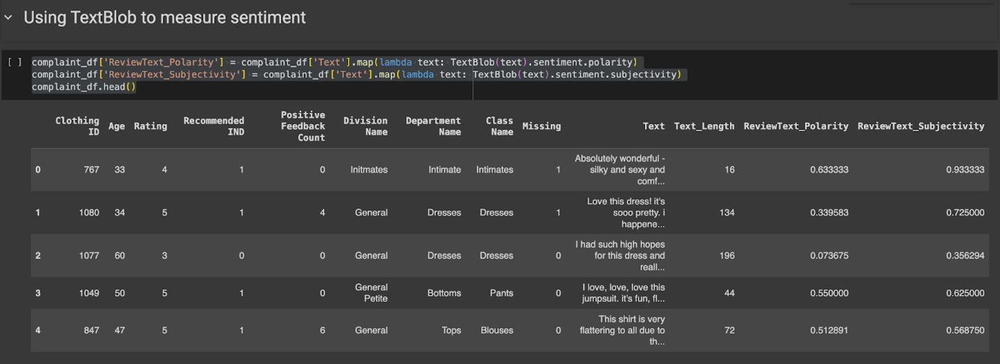 Using TextBlob to measure sentiment
[ ] complaint_df['ReviewText_Polarity'] = complaint_df['Text'].map(lambda text: TextBlob(text).sentiment.polarity)
complaint_df['ReviewText_Subjectivity'] = complaint_df['Text'].map(lambda text: TextBlob(text).sentiment.subjectivity)
complaint_df.head()
Clothing ID Age Rating Recommended IND Positive Feedback Count Division Name Department Name Class Name Missing Text Text_Length ReviewText_Polarity ReviewText_Subjectivity
0 767 33 4 1 0 Initmates Intimate Intimates 1 Absolutely wonderful - silky and sexy and comf... 16 0.633333 0.933333
1 1080 34 5 1 4 General Dresses Dresses 1 Love this dress! it's sooo pretty. i happene... 134 0.339583 0.725000
2 1077 60 3 0 0 General Dresses Dresses 0 I had such high hopes for this dress and reall... 196 0.073675 0.356294
3 1049 50 5 1 0 General Petite Bottoms Pants 0 I love, love, love this jumpsuit. it's fun, fl... 44 0.550000 0.625000
4 847 47 5 1 6 General Tops Blouses 0 This shirt is very flattering to all due to th... 72 0.512891 0.568750